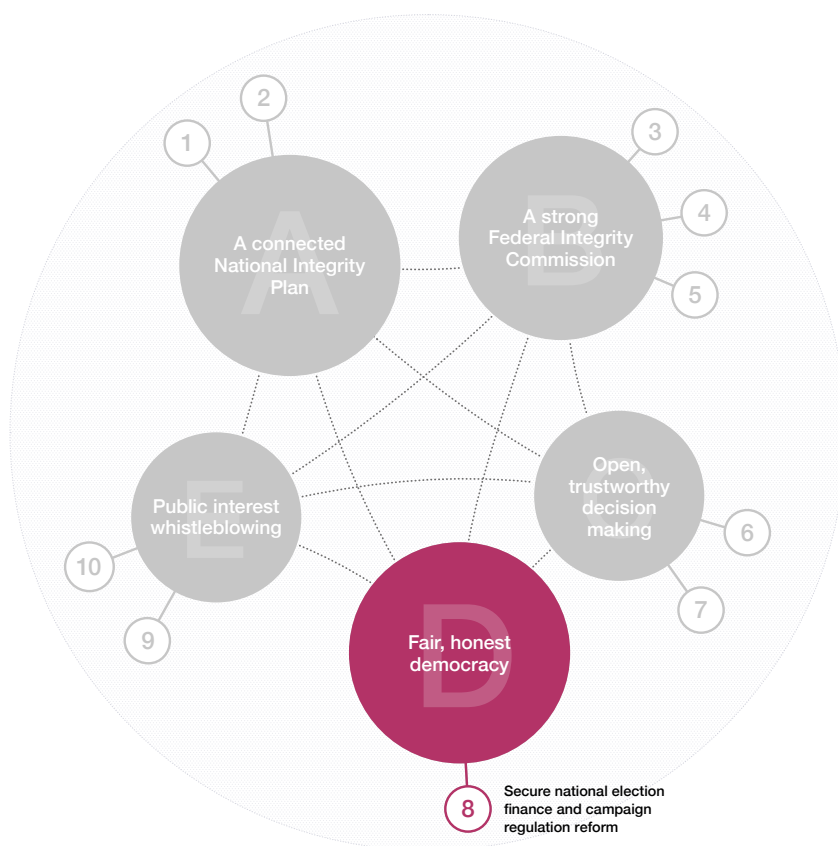 2
1
3
4
5
A
A connected
National Integrity
Plan
B
A strong
Federal Integrity
Commission
C
Open,
trustworthy
decision
making
6
7
E
Public interest
whistleblowing
10
9
D
Fair, honest
democracy
8
Secure national election
finance and campaign
regulation reform